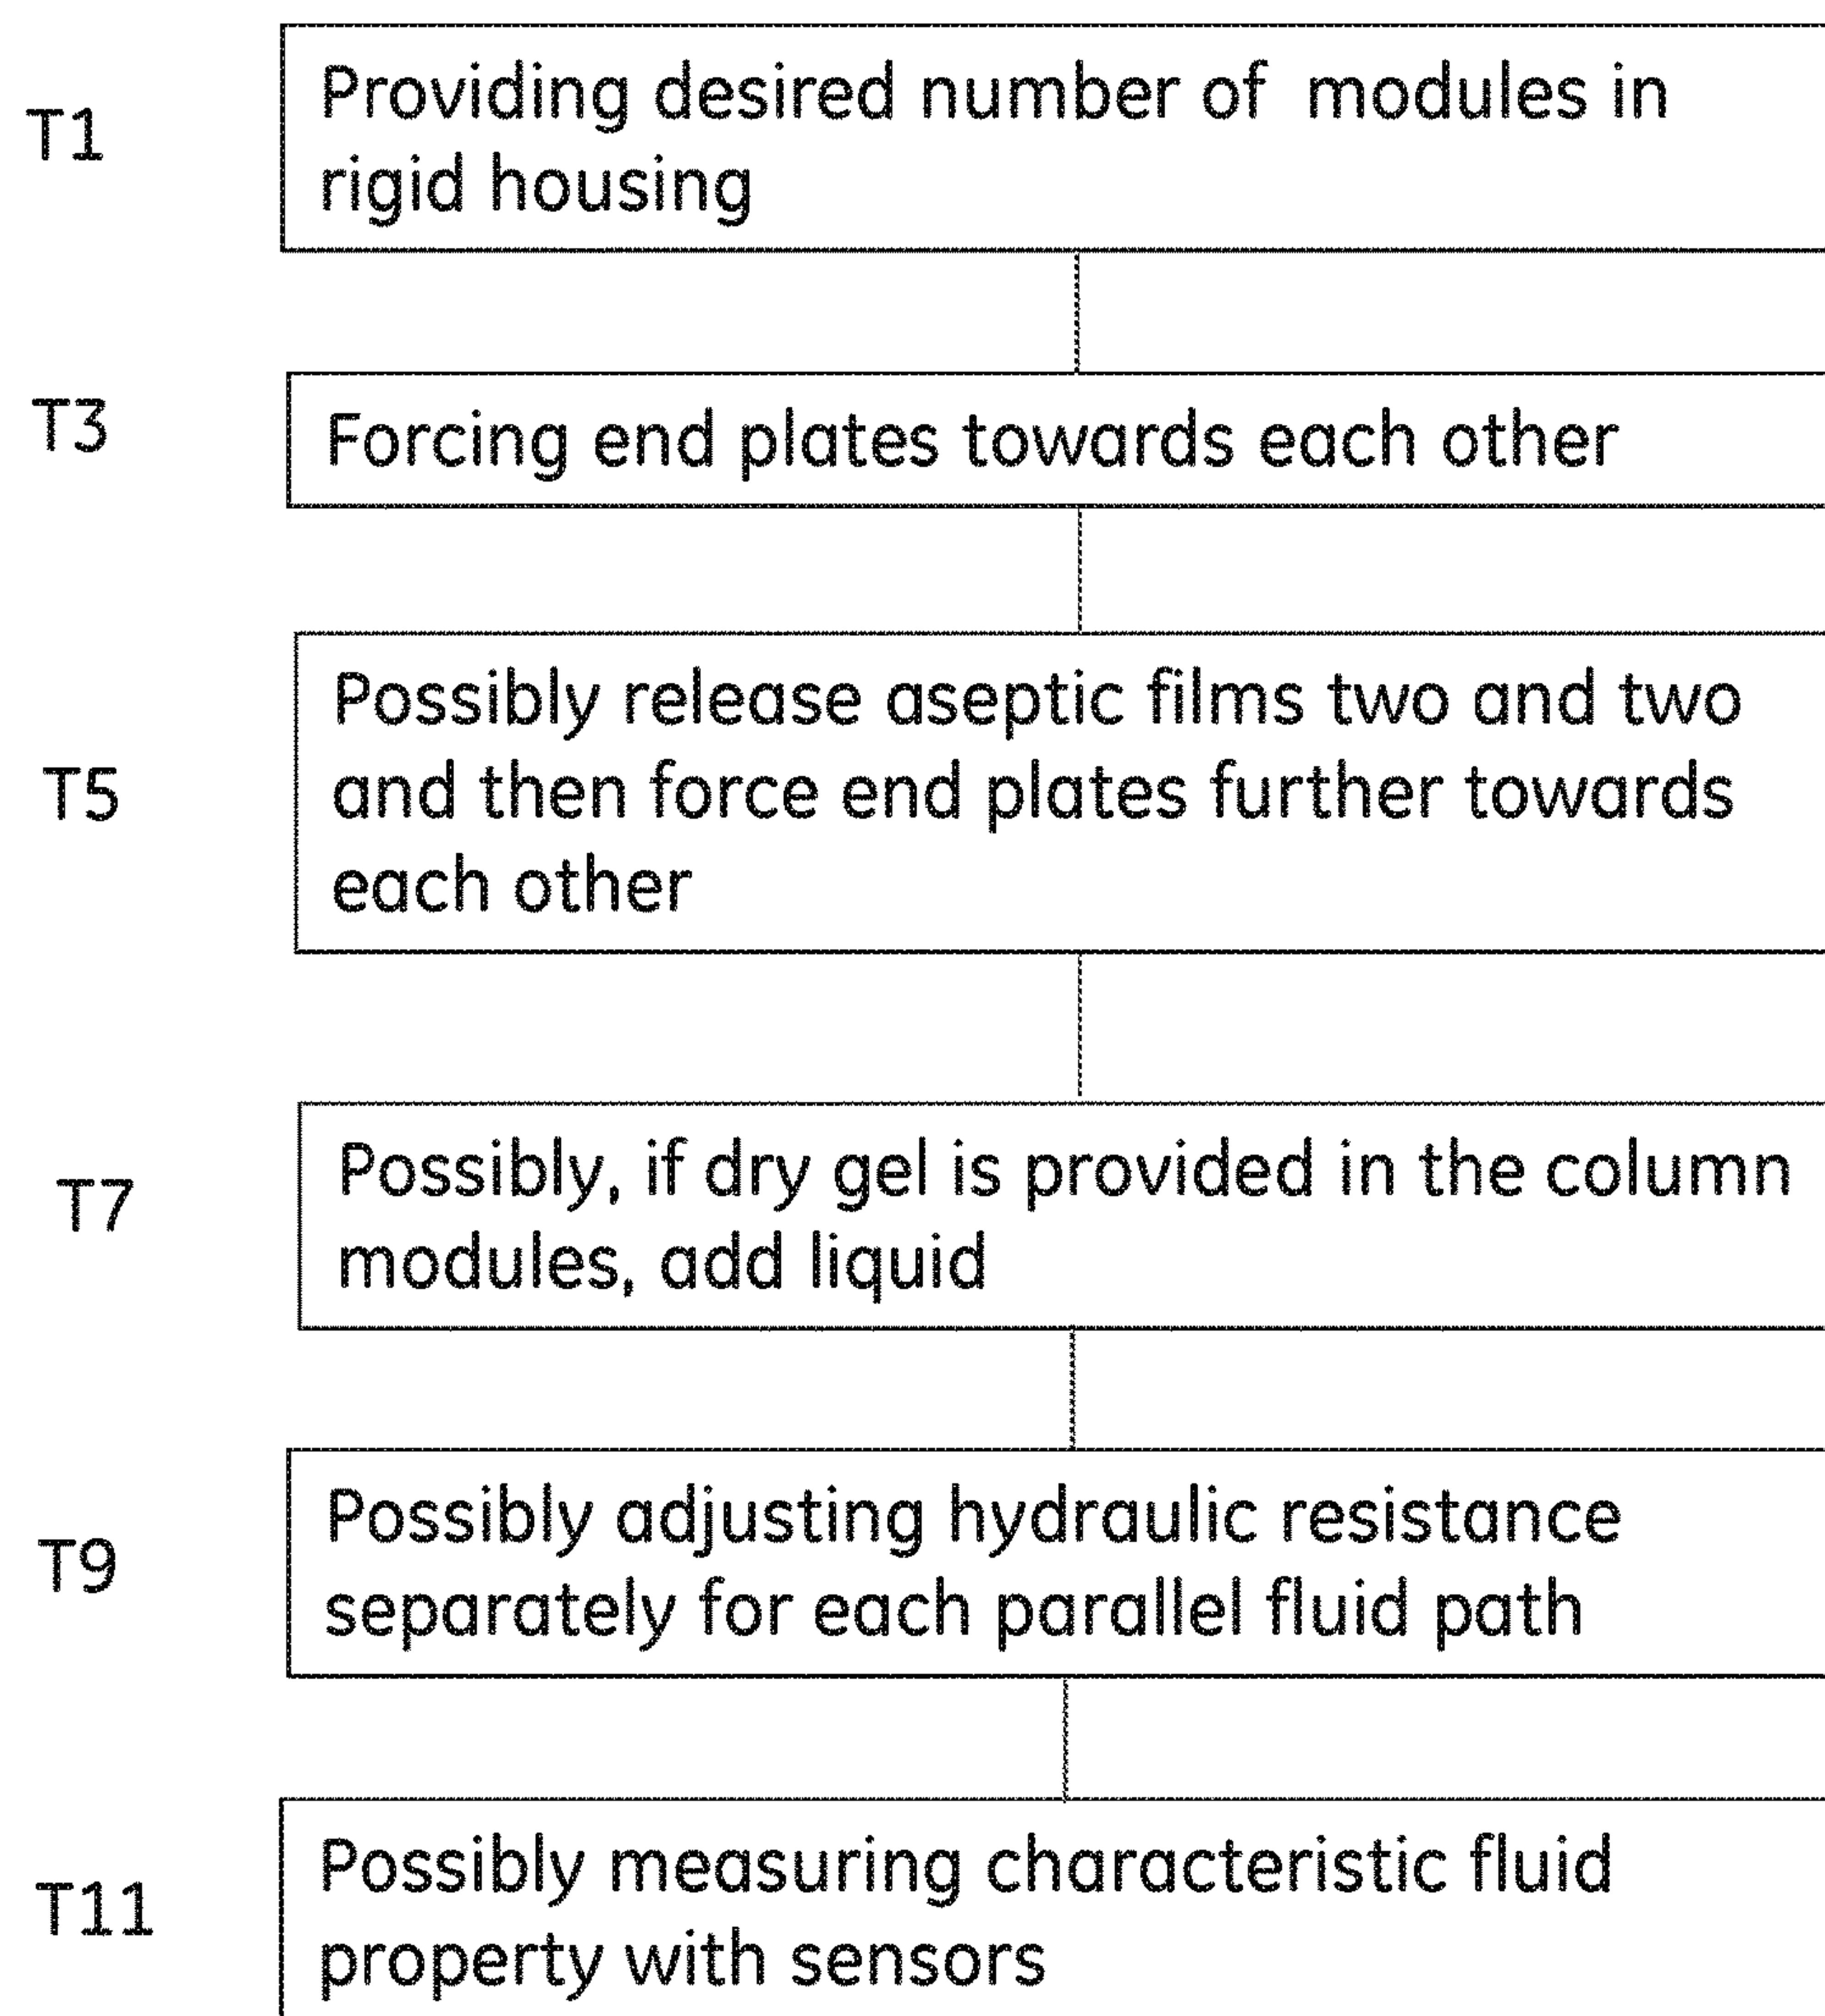 T1
Providing desired number of modules in
rigid housing
T3
Forcing end plates towards each other
T5
Possibly release aseptic films two and two
and then force end plates further towards
each other
T7
Possibly, if dry gel is provided in the column
modules, add liquid
T9
Possibly adjusting hydraulic resistance
separately for each parallel fluid path
T11
Possibly measuring characteristic fluid
property with sensors